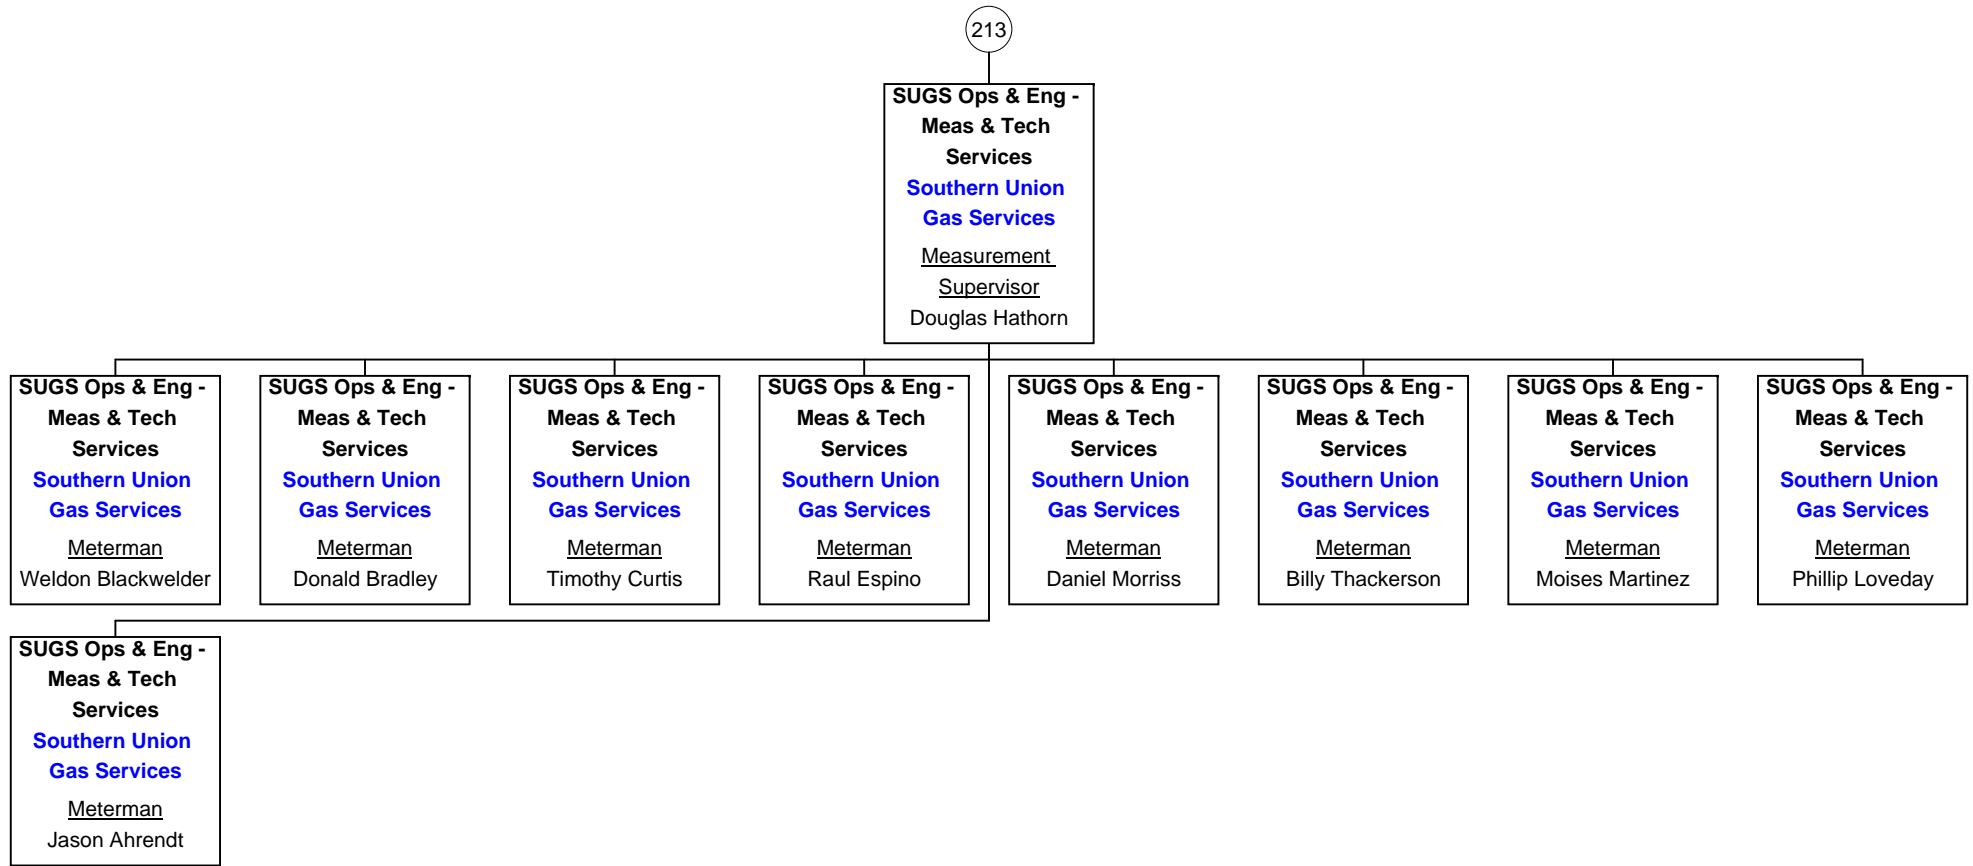 213
SUGS Ops & Eng -
Meas & Tech
Services
Southern Union
Gas Services
Measurement
Supervisor
Douglas Hathorn
SUGS Ops & Eng -
Meas & Tech
Services
Southern Union
Gas Services
Meterman
Weldon Blackwelder
SUGS Ops & Eng -
Meas & Tech
Services
Southern Union
Gas Services
Meterman
Donald Bradley
SUGS Ops & Eng -
Meas & Tech
Services
Southern Union
Gas Services
Meterman
Timothy Curtis
SUGS Ops & Eng -
Meas & Tech
Services
Southern Union
Gas Services
Meterman
Raul Espino
SUGS Ops & Eng -
Meas & Tech
Services
Southern Union
Gas Services
Meterman
Daniel Morriss
SUGS Ops & Eng -
Meas & Tech
Services
Southern Union
Gas Services
Meterman
Billy Thackerson
SUGS Ops & Eng -
Meas & Tech
Services
Southern Union
Gas Services
Meterman
Moises Martinez
SUGS Ops & Eng -
Meas & Tech
Services
Southern Union
Gas Services
Meterman
Phillip Loveday
SUGS Ops & Eng -
Meas & Tech
Services
Southern Union
Gas Services
Meterman
Jason Ahrendt